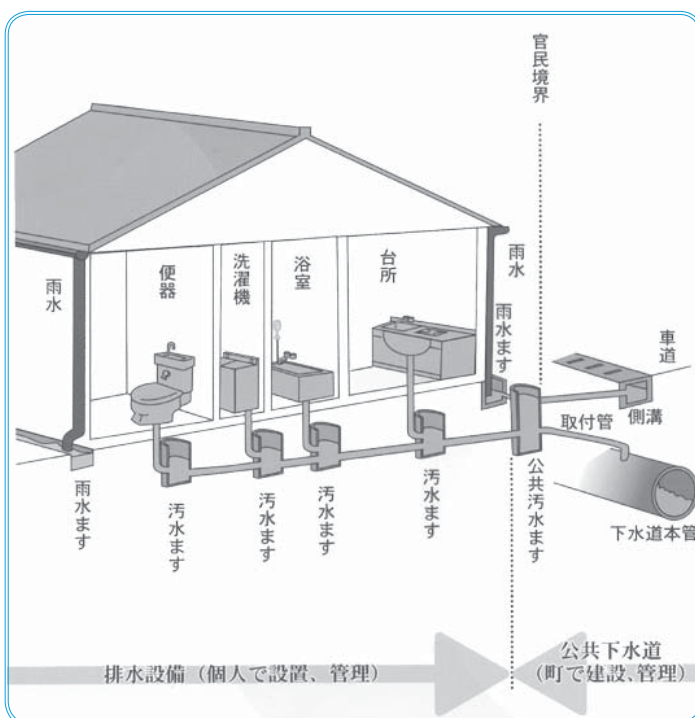 官民境界
雨水
便器
洗濯機
浴室
台所
雨水
雨水ます
車道
側溝
取付管
雨水ます
汚水ます
汚水ます
汚水ます
汚水ます
公共汚水ます
下水道本管
排水設備（個人で設置、管理）
公共下水道
（町で建設、管理）